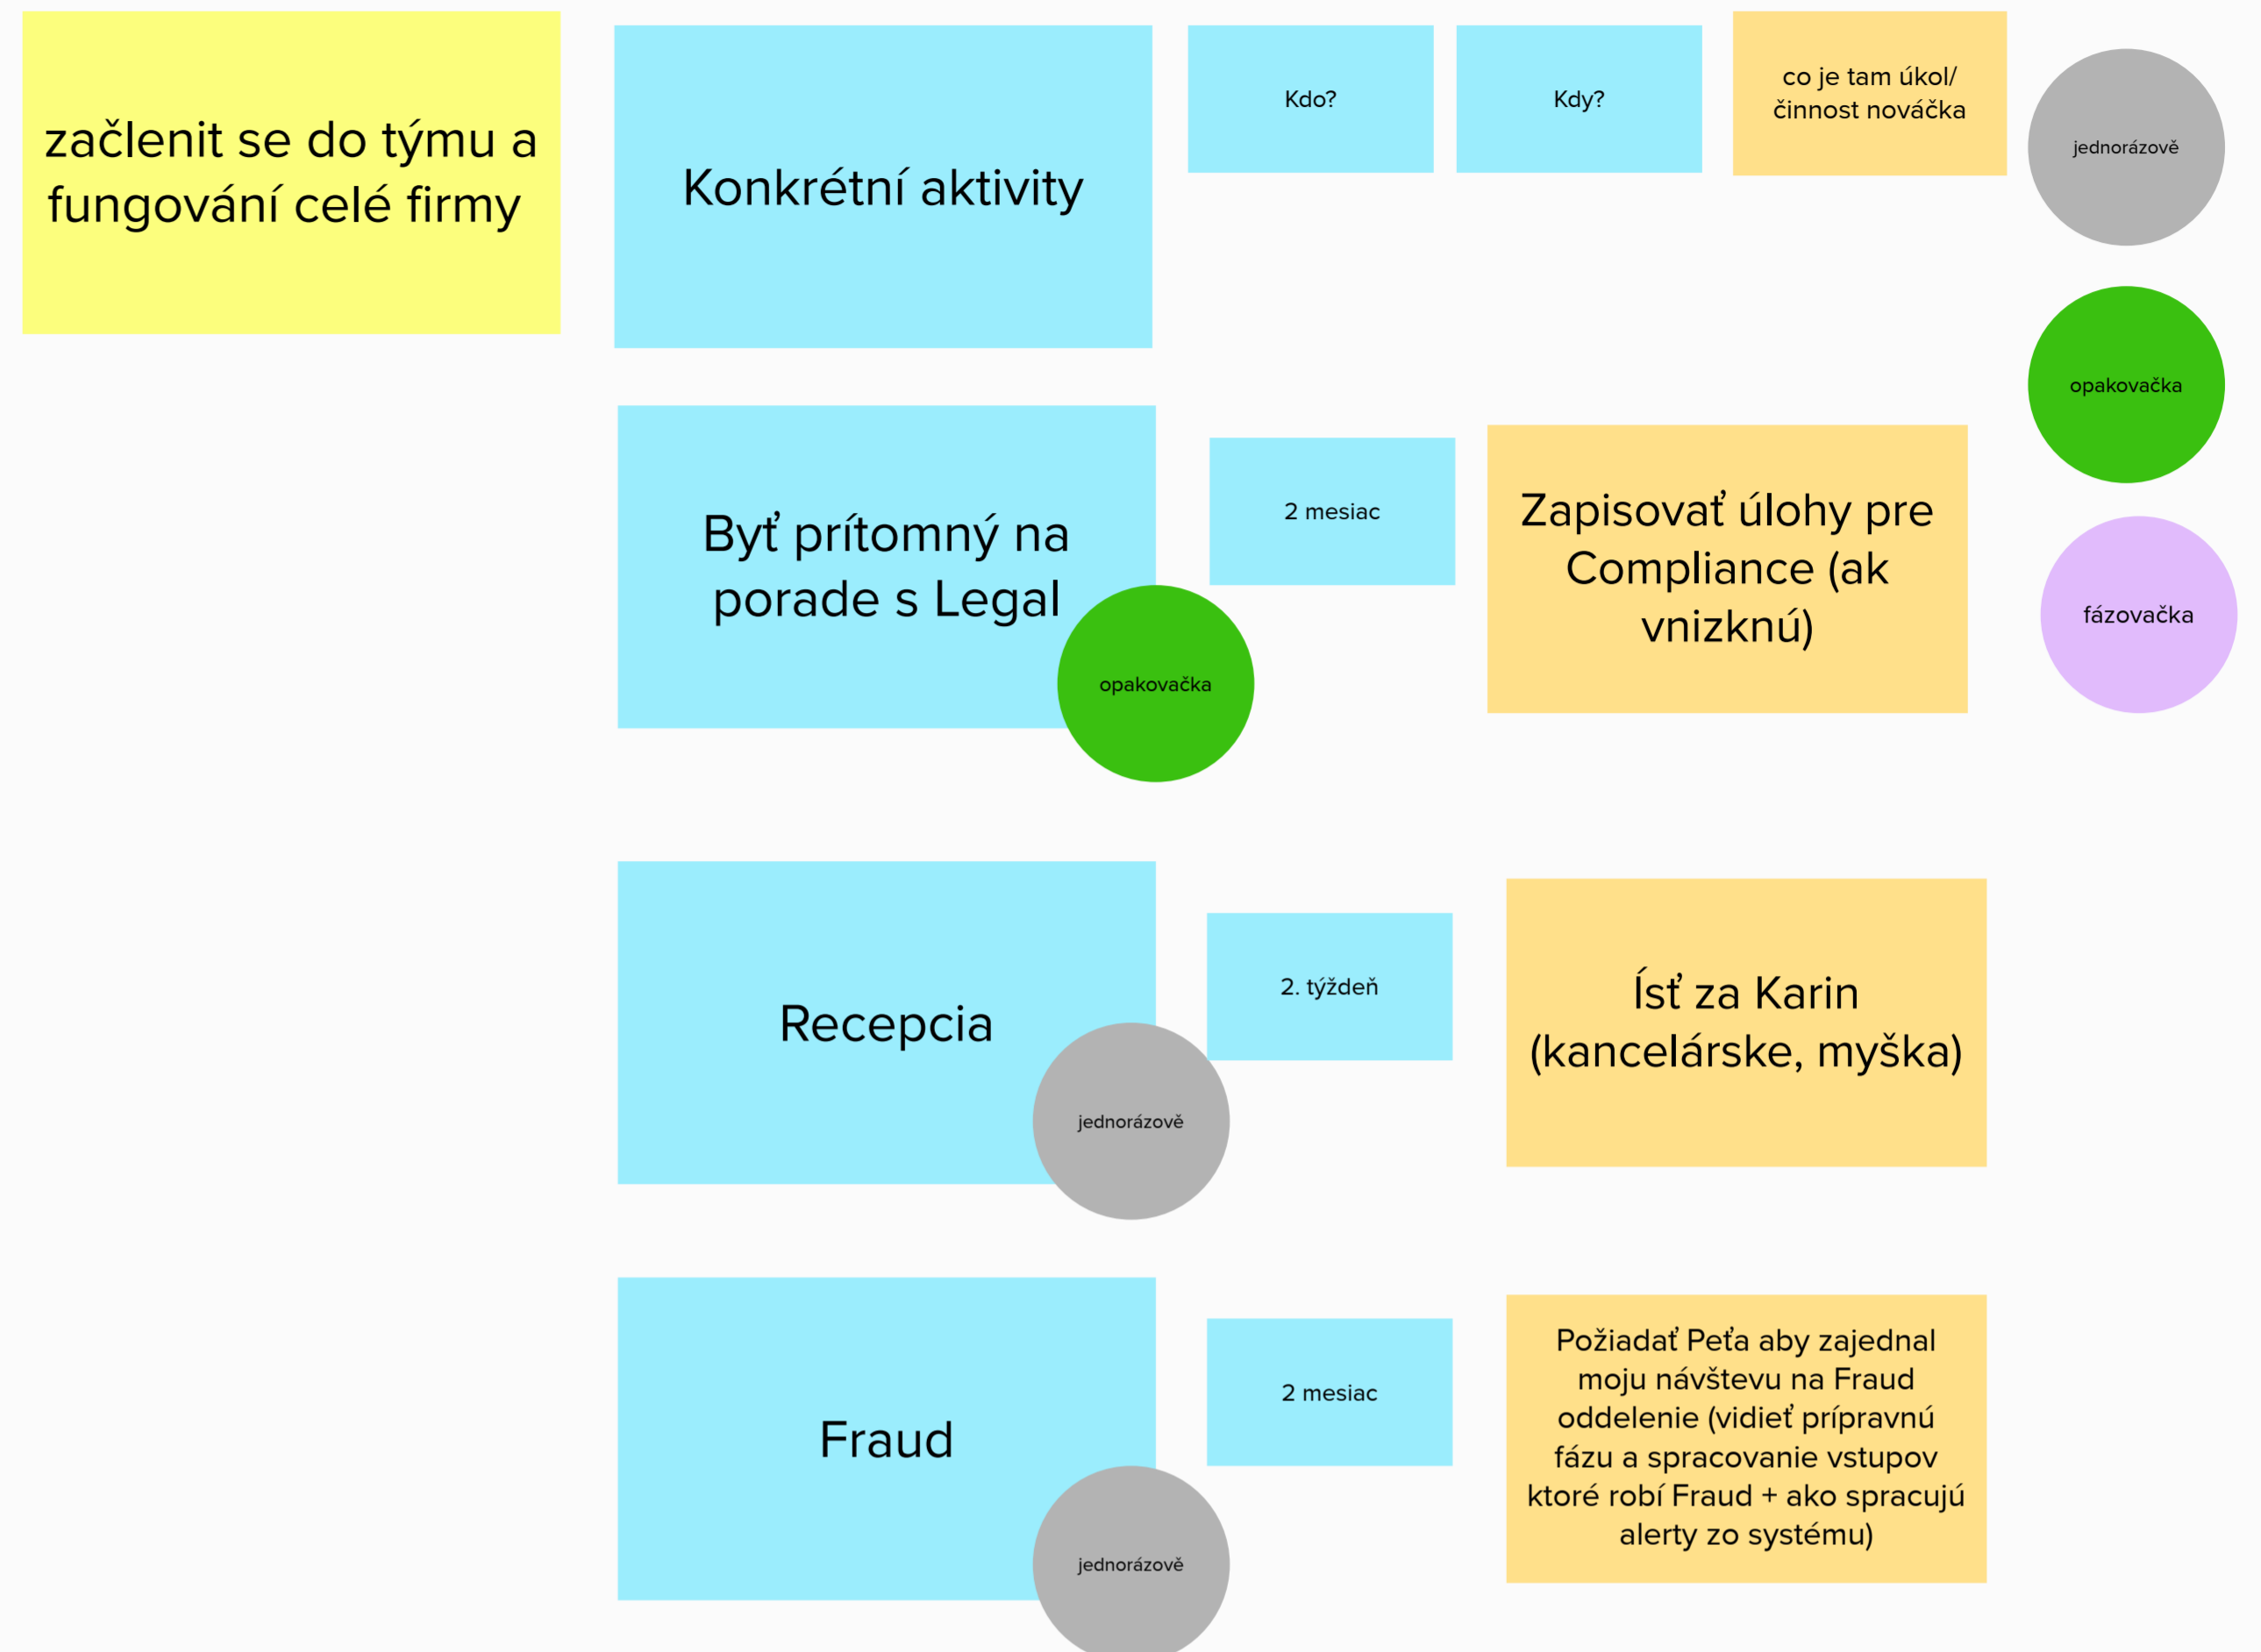 začlenit se do týmu a
fungování celé firmy
Konkrétní aktivity
Kdo?
Kdy?
co je tam úkol/
činnost nováčka
jednorázově
opakovačka
fázovačka
Byť prítomný na
porade s Legal
opakovačka
2 mesiac
Zapisovať úlohy pre
Compliance (ak
vnizknú)
Recepcia
jednorázově
2. týždeň
Ísť za Karin
(kancelárske, myška)
Fraud
jednorázově
2 mesiac
Požiadať Peťa aby zajednal
moju návštevu na Fraud
oddelenie (vidieť prípravnú
fázu a spracovanie vstupov
ktoré robí Fraud + ako spracujú
alerty zo systému)